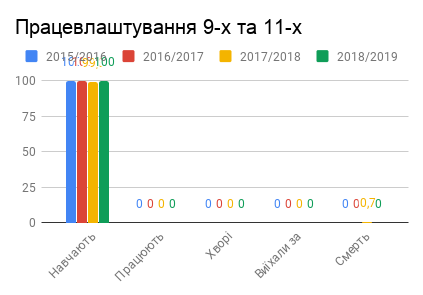 Працевлаштування 9-х та 11-х
2015/2016 2016/2017 2017/2018 2018/2019
100
75
50
25
0
0 0 0 0 0 0 0 0 0 0 0 0 0 0 0,7 0
Навчають Працюють Хворі Виїхали за Смерть